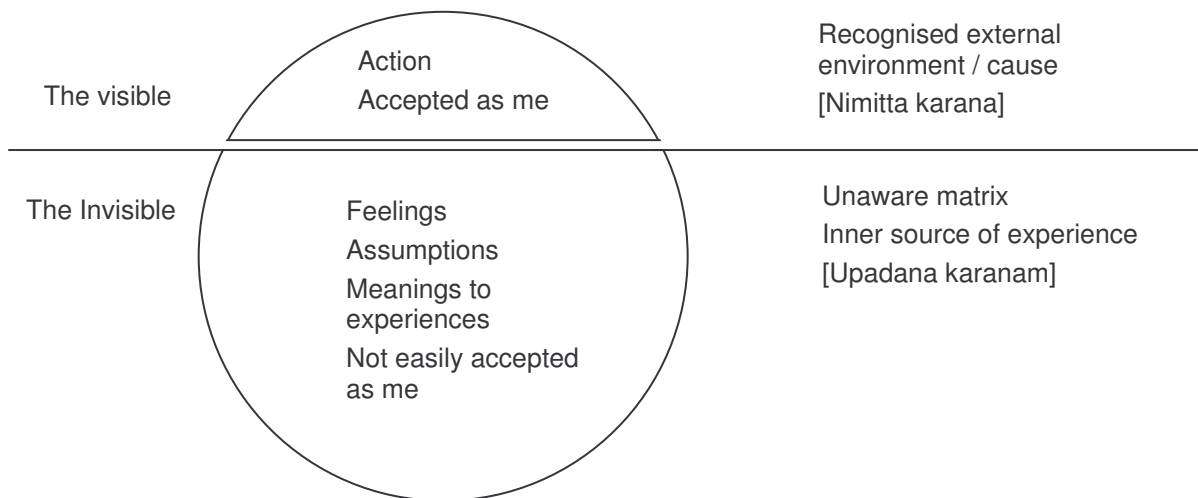 The visible
Action
Accepted as me
Recognised external
environment / cause
[Nimitta karana]
The Invisible
Feelings
Assumptions
Meanings to
experiences
Not easily accepted
as me
Unaware matrix
Inner source of experience
[Upadana karanam]